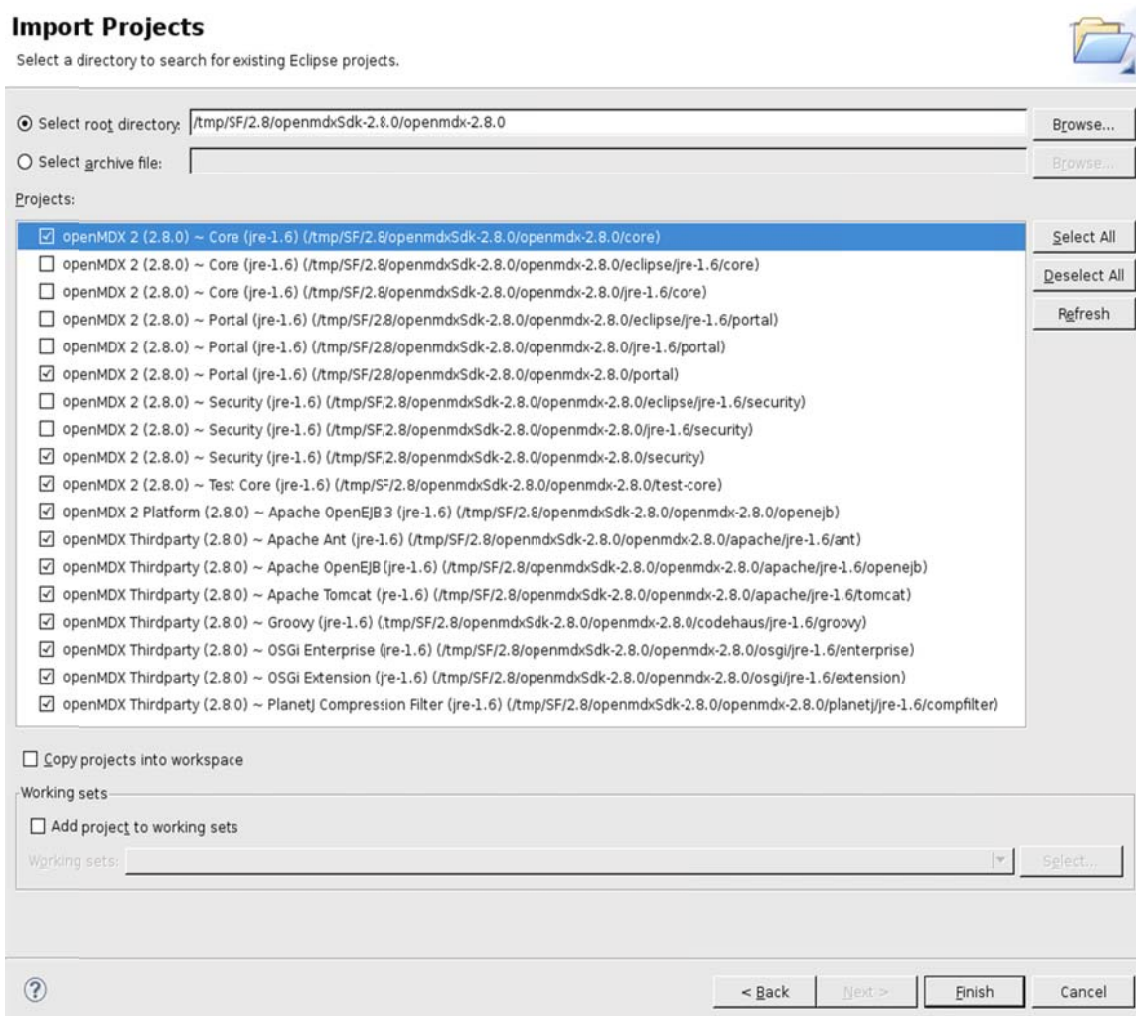 Import Projects
Select a directory to search for existing Eclipse projects.
Select root directory: /tmp/SF/2.8/openmdxSdk-2.8.0/openmdx-2.8.0 Browse...
Select archive file: Browse...
Projects:
openMDX 2 (2.8.0) ~ Core (jre-1.6) (/tmp/SF/2.8/openmdxSdk-2.8.0/openmdx-2.8.0/core) Select All
openMDX 2 (2.8.0) ~ Core (jre-1.6) (/tmp/SF/2.8/openmdxSdk-2.8.0/openmdx-2.8.0/eclipse/jre-1.6/core) Deselect All
openMDX 2 (2.8.0) ~ Core (jre-1.6) (/tmp/SF/2.8/openmdxSdk-2.8.0/openmdx-2.8.0/jre-1.6/core)
openMDX 2 (2.8.0) ~ Portal (jre-1.6) (/tmp/SF/2.8/openmdxSdk-2.8.0/openmdx-2.8.0/eclipse/jre-1.6/portal) Refresh
openMDX 2 (2.8.0) ~ Portal (jre-1.6) (/tmp/SF/2.8/openmdxSdk-2.8.0/openmdx-2.8.0/jre-1.6/portal)
openMDX 2 (2.8.0) ~ Portal (jre-1.6) (/tmp/SF/2.8/openmdxSdk-2.8.0/openmdx-2.8.0/portal)
openMDX 2 (2.8.0) ~ Security (jre-1.6) (/tmp/SF/2.8/openmdxSdk-2.8.0/openmdx-2.8.0/eclipse/jre-1.6/security)
openMDX 2 (2.8.0) ~ Security (jre-1.6) (/tmp/SF/2.8/openmdxSdk-2.8.0/openmdx-2.8.0/jre-1.6/security)
openMDX 2 (2.8.0) ~ Security (jre-1.6) (/tmp/SF/2.8/openmdxSdk-2.8.0/openmdx-2.8.0/security)
openMDX 2 (2.8.0) ~ Test Core (jre-1.6) (/tmp/SF/2.8/openmdxSdk-2.8.0/openmdx-2.8.0/test-core)
openMDX 2 Platform (2.8.0) ~ Apache OpenEJB3 (jre-1.6) (/tmp/SF/2.8/openmdxSdk-2.8.0/openmdx-2.8.0/openejb)
openMDX Thirdparty (2.8.0) ~ Apache Ant (jre-1.6) (/tmp/SF/2.8/openmdxSdk-2.8.0/openmdx-2.8.0/apache/jre-1.6/ant)
openMDX Thirdparty (2.8.0) ~ Apache OpenEJB (jre-1.6) (/tmp/SF/2.8/openmdxSdk-2.8.0/openmdx-2.8.0/apache/jre-1.6/openejb)
openMDX Thirdparty (2.8.0) ~ Apache Tomcat (jre-1.6) (/tmp/SF/2.8/openmdxSdk-2.8.0/openmdx-2.8.0/apache/jre-1.6/tomcat)
openMDX Thirdparty (2.8.0) ~ Groovy (jre-1.6) (/tmp/SF/2.8/openmdxSdk-2.8.0/openmdx-2.8.0/codehaus/jre-1.6/groovy)
openMDX Thirdparty (2.8.0) ~ OSGi Enterprise (jre-1.6) (/tmp/SF/2.8/openmdxSdk-2.8.0/openmdx-2.8.0/osgi/jre-1.6/enterprise)
openMDX Thirdparty (2.8.0) ~ OSGi Extension (jre-1.6) (/tmp/SF/2.8/openmdxSdk-2.8.0/openmdx-2.8.0/osgi/jre-1.6/extension)
openMDX Thirdparty (2.8.0) ~ PlanetJ Compression Filter (jre-1.6) (/tmp/SF/2.8/openmdxSdk-2.8.0/openmdx-2.8.0/planetj/jre-1.6/compfilter)
Copy projects into workspace
Working sets
Add project to working sets
Working sets: Select...
< Back Next > Finish Cancel